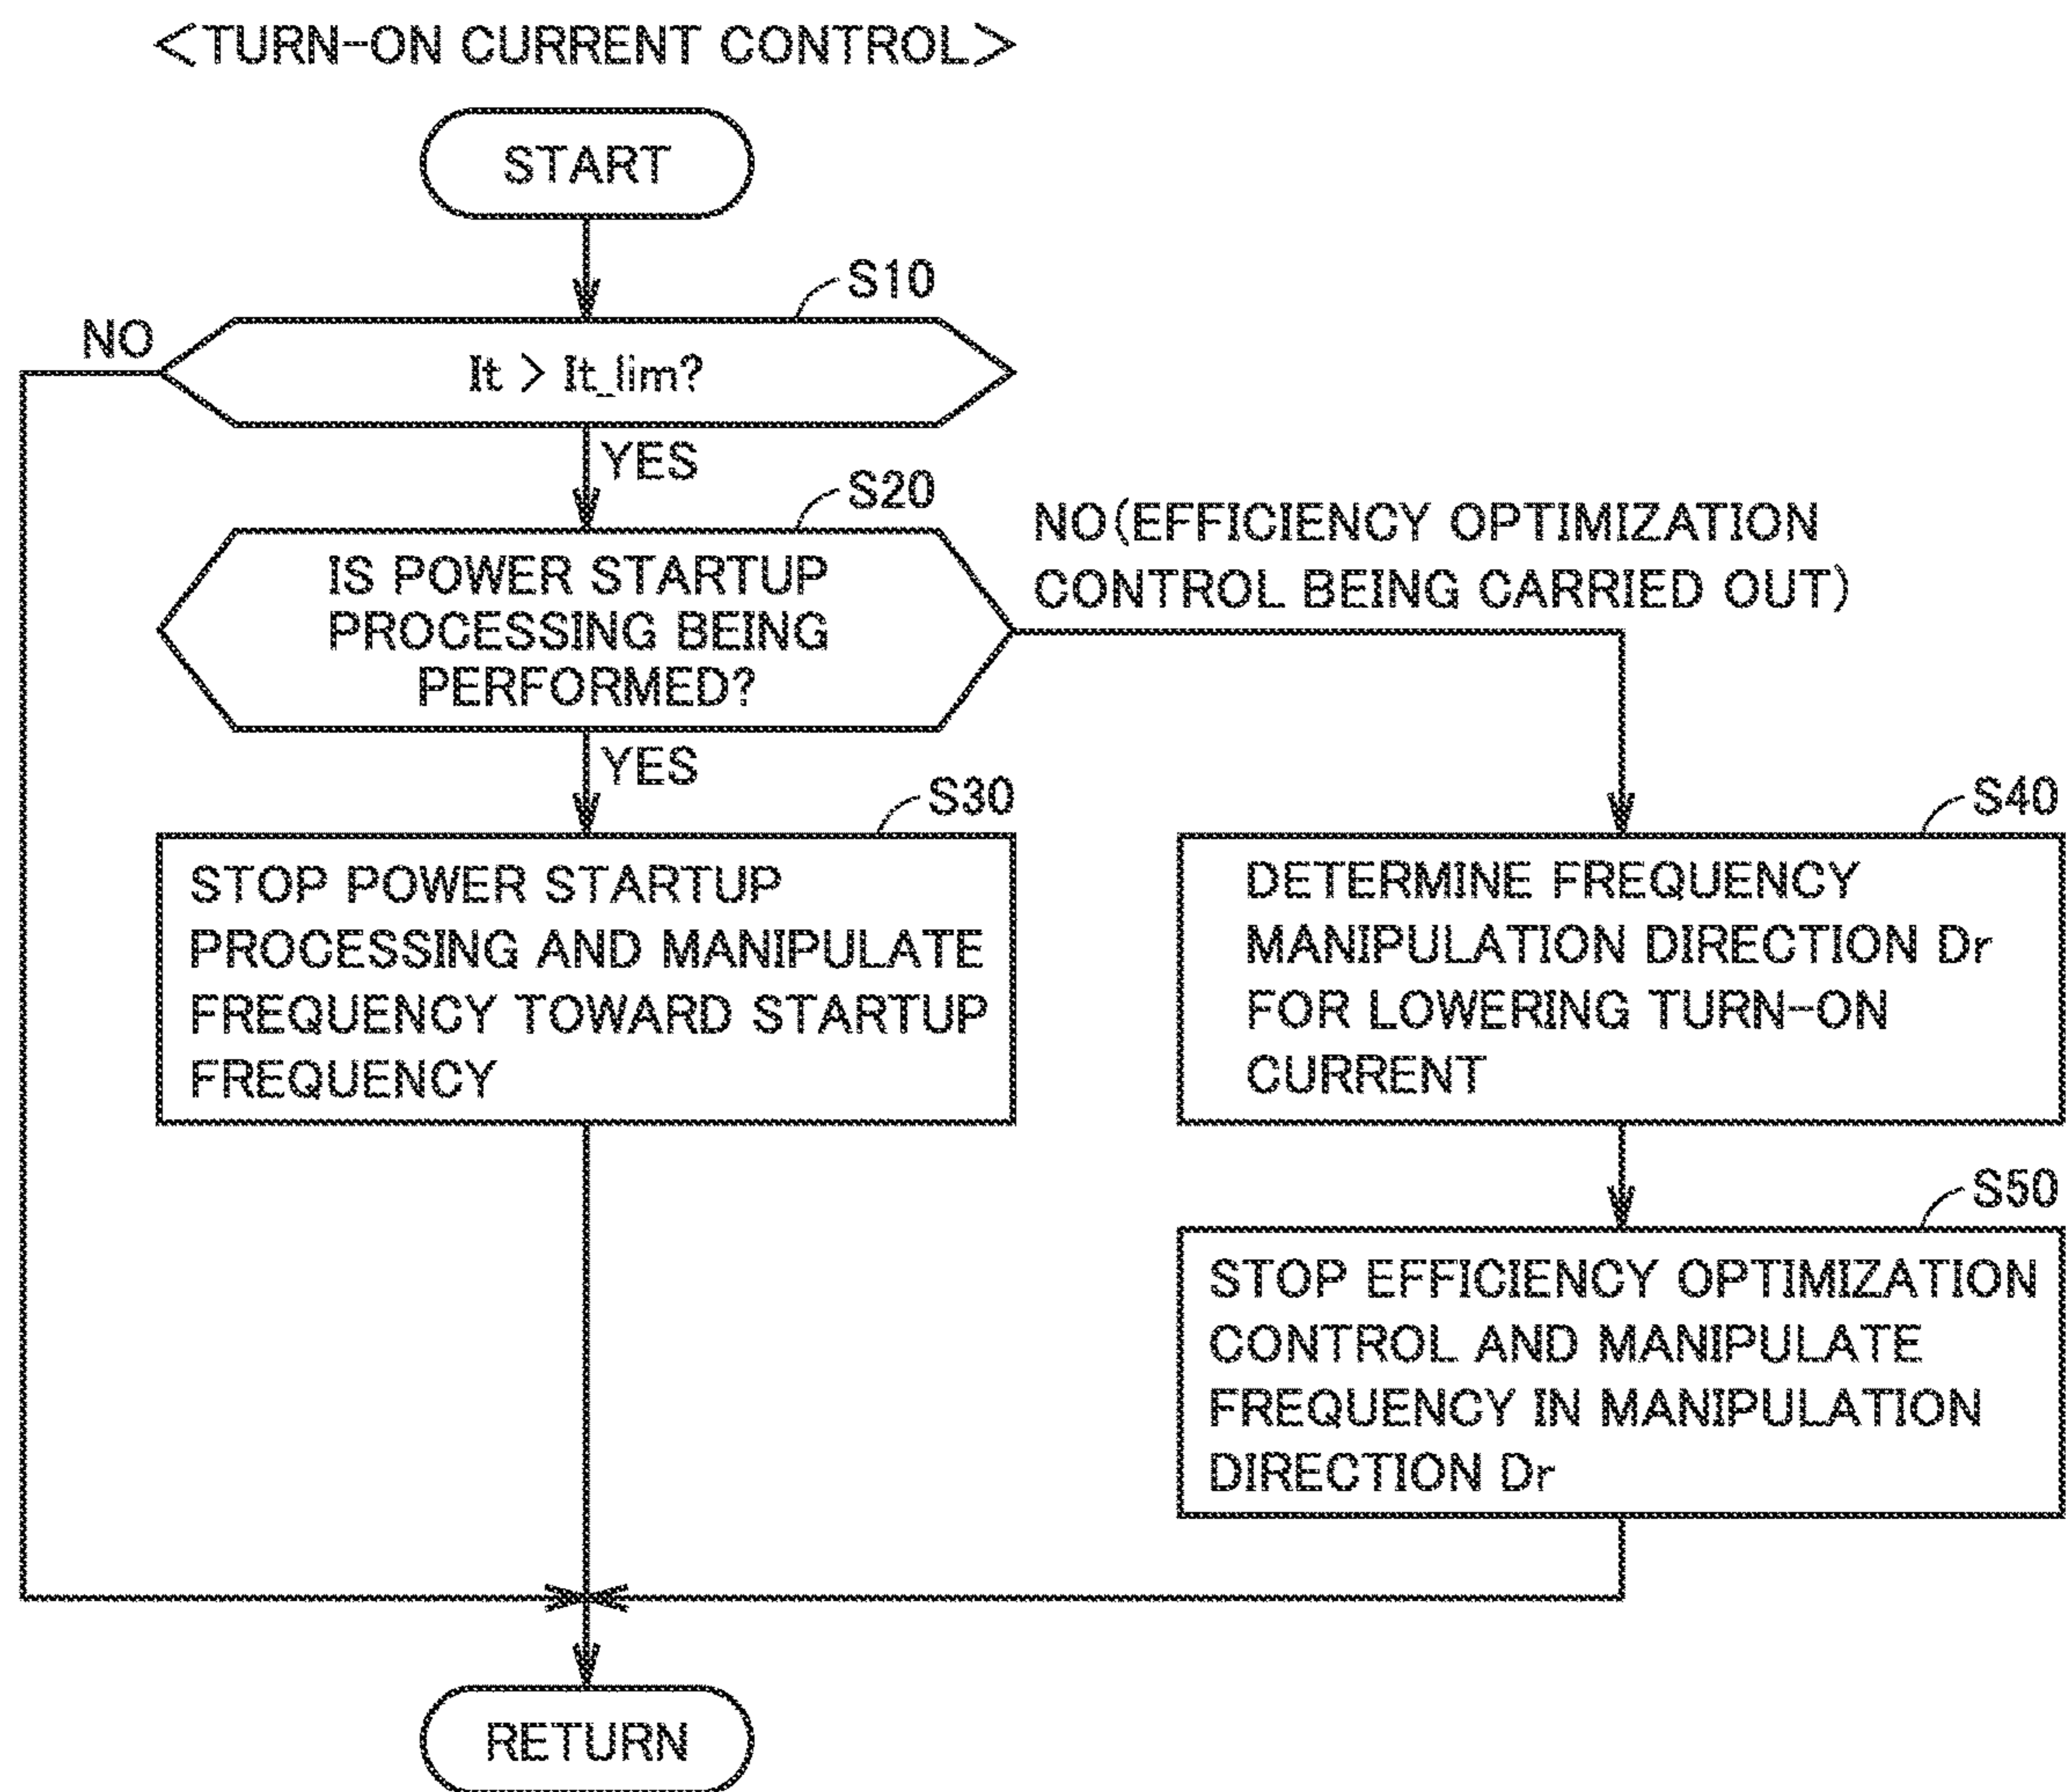 <TURN-ON CURRENT CONTROL>
START
S10
NO
It > It_lim?
YES
S20
NO(EFFICIENCY OPTIMIZATION
CONTROL BEING CARRIED OUT)
IS POWER STARTUP
PROCESSING BEING
PERFORMED?
YES
S30
STOP POWER STARTUP
PROCESSING AND MANIPULATE
FREQUENCY TOWARD STARTUP
FREQUENCY
S40
DETERMINE FREQUENCY
MANIPULATION DIRECTION Dr
FOR LOWERING TURN-ON
CURRENT
S50
STOP EFFICIENCY OPTIMIZATION
CONTROL AND MANIPULATE
FREQUENCY IN MANIPULATION
DIRECTION Dr
RETURN